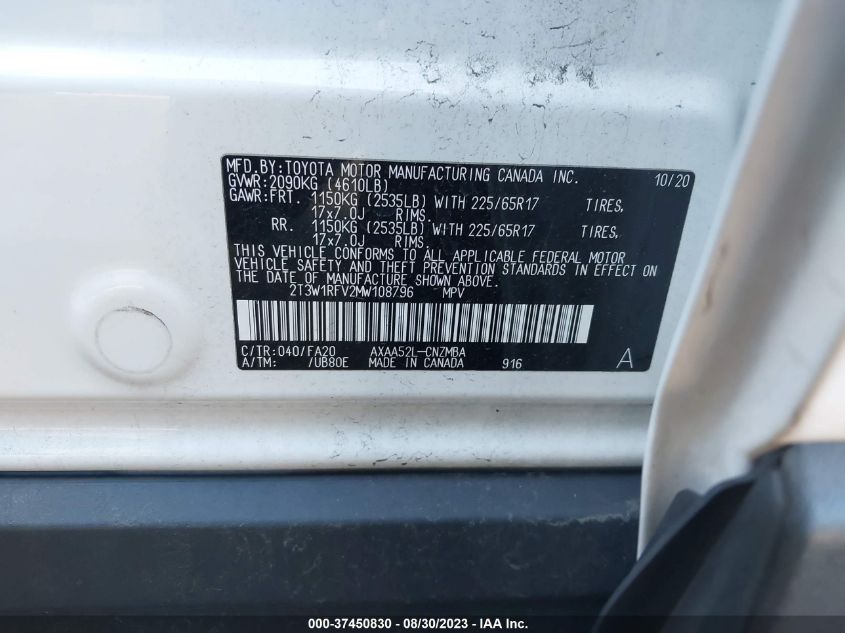 MFD.BY:TOYOTA MOTOR MANUFACTURING CANADA INC. 10/20
GVWR:2090KG (4610LB)
GAWR:FRT. 1150KG (2535LB) WITH 225/65R17 TIRES,
17x7.0J RIMS.
RR. 1150KG (2535LB) WITH 225/65R17 TIRES,
17x7.0J RIMS.
THIS VEHICLE CONFORMS TO ALL APPLICABLE FEDERAL MOTOR
VEHICLE SAFETY AND THEFT PREVENTION STANDARDS IN EFFECT ON
THE DATE OF MANUFACTURE SHOWN ABOVE.
2T3W1RFV2MW108796 MPV
C/TR:040/FA20 AXAA52L-CNZMBA
A/TM: /UB80E MADE IN CANADA 916 A
000-37450830 - 08/30/2023 - IAA Inc.